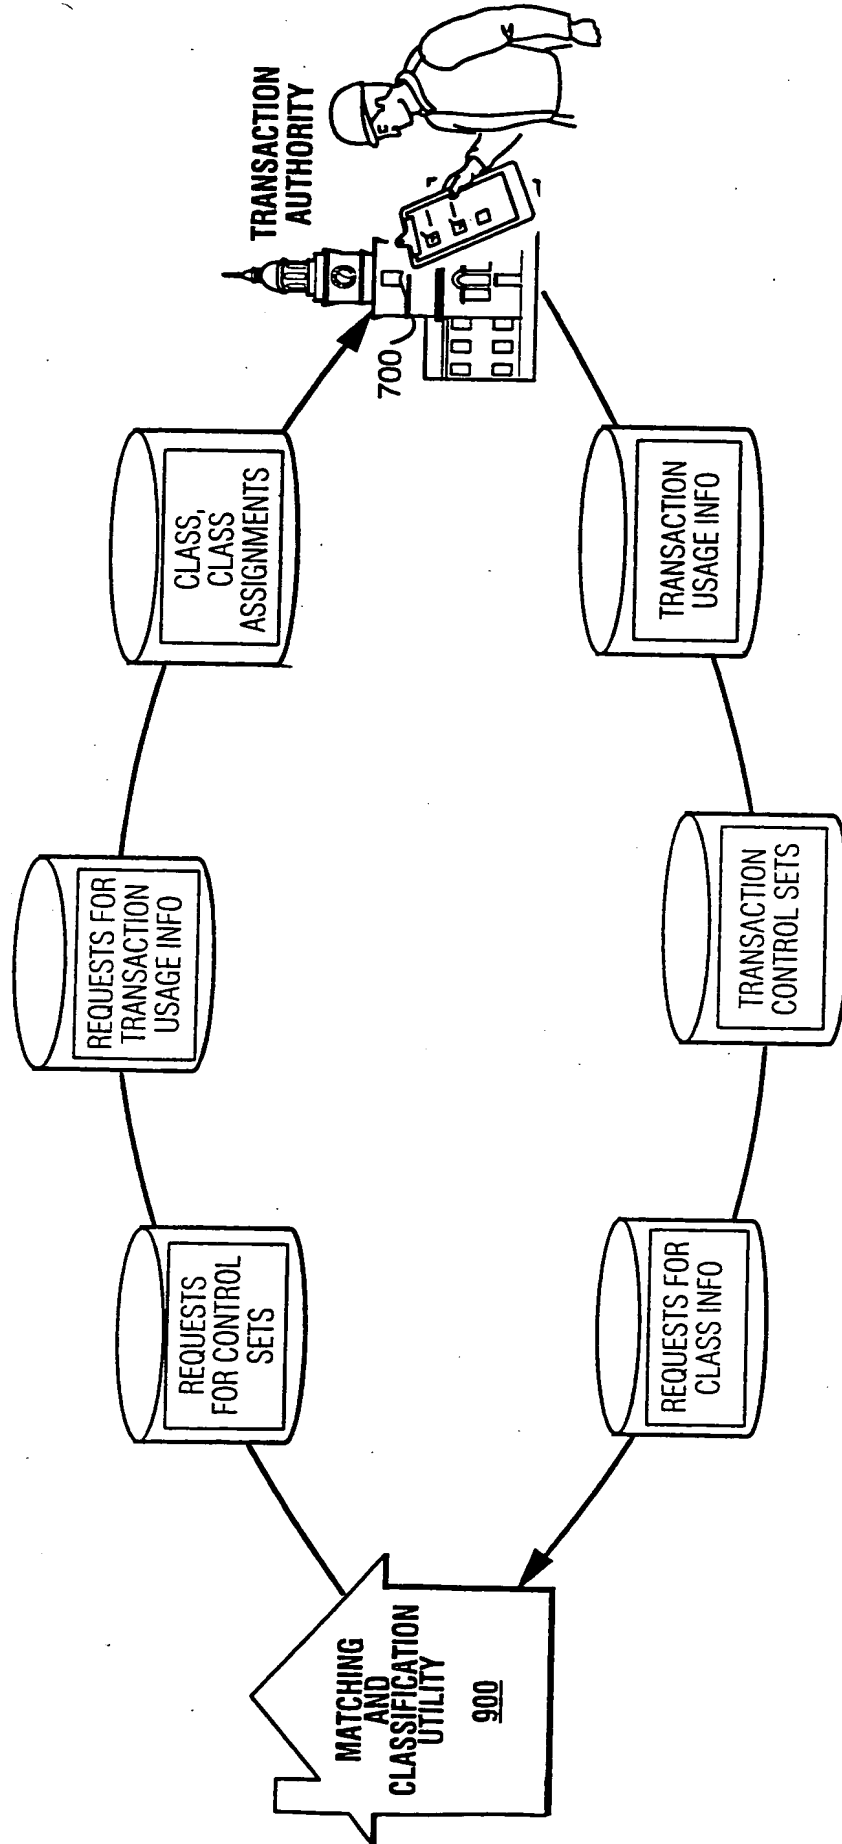 TRANSACTION
AUTHORITY
700
CLASS,
CLASS
ASSIGNMENTS
REQUESTS FOR
TRANSACTION
USAGE INFO
REQUESTS
FOR CONTROL
SETS
MATCHING
AND
CLASSIFICATION
UTILITY
900
REQUESTS FOR
CLASS INFO
TRANSACTION
CONTROL SETS
TRANSACTION
USAGE INFO